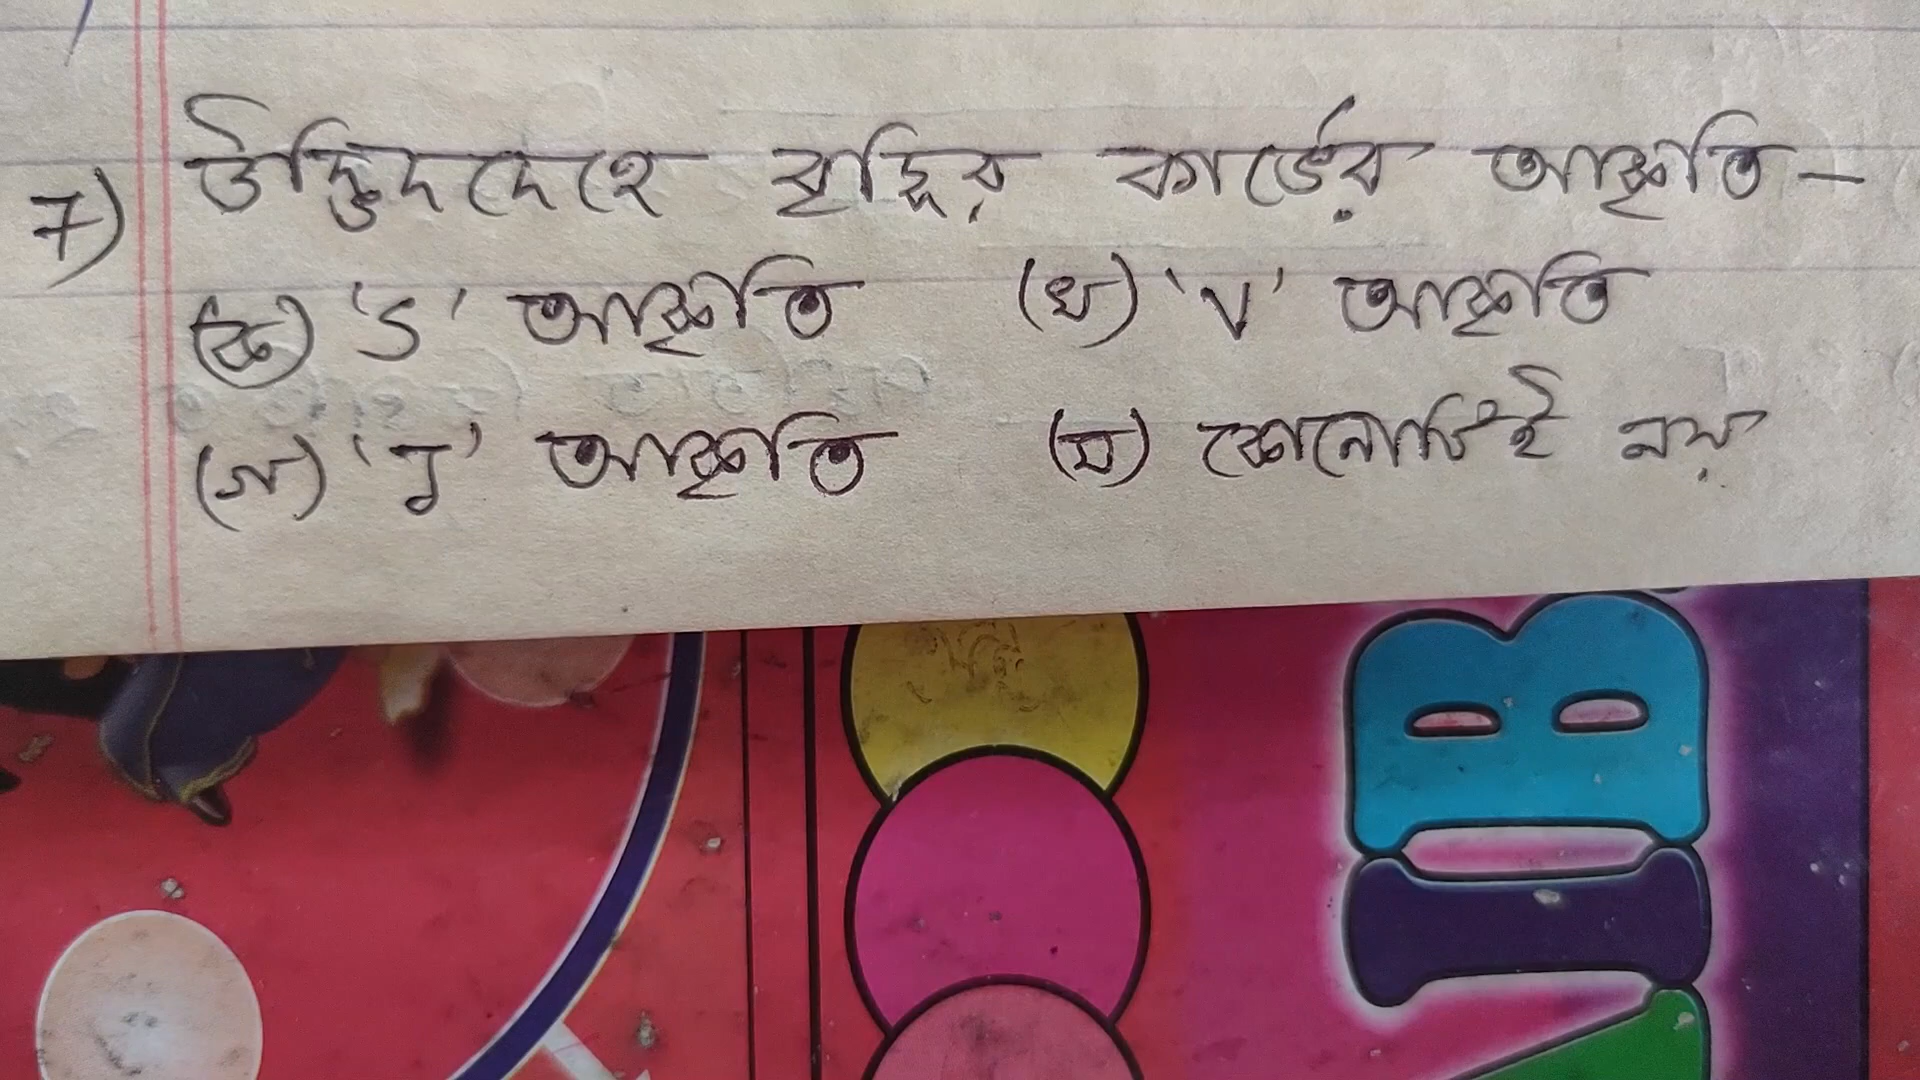 7) উদ্ভিদদেহে বৃদ্ধির কার্ভের আকৃতি—
(ক) 'S' আকৃতি (খ) 'V' আকৃতি
(গ) 'J' আকৃতি (ঘ) কোনোটিই নয়